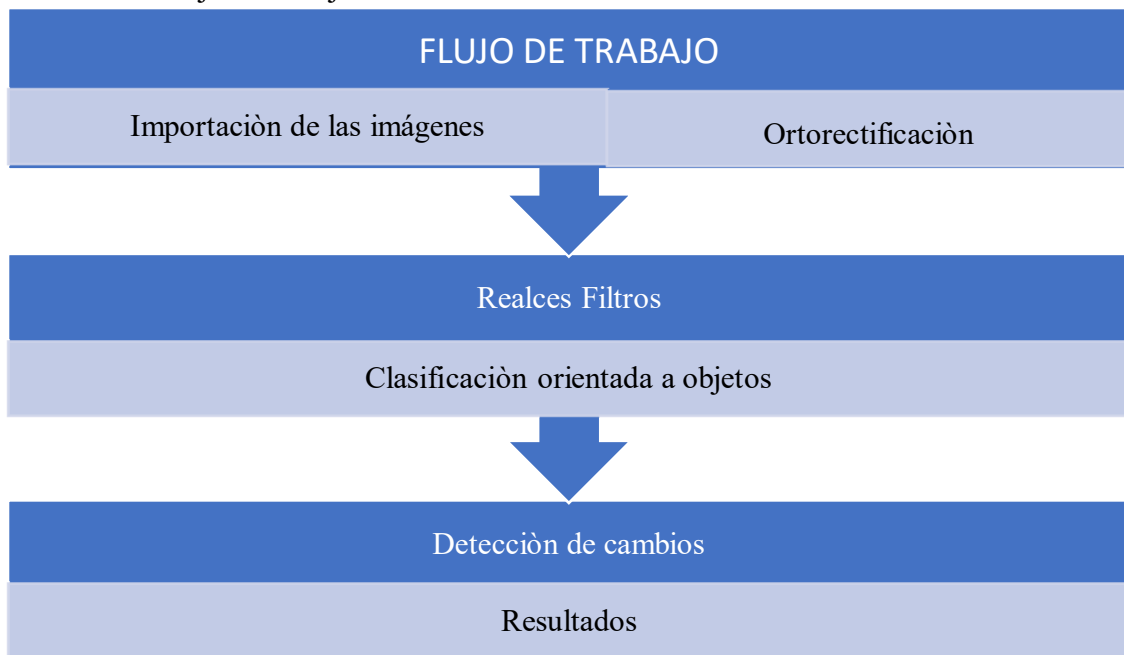 FLUJO DE TRABAJO
Importaciòn de las imágenes
Ortorectificaciòn
Realces Filtros
Clasificaciòn orientada a objetos
Detecciòn de cambios
Resultados